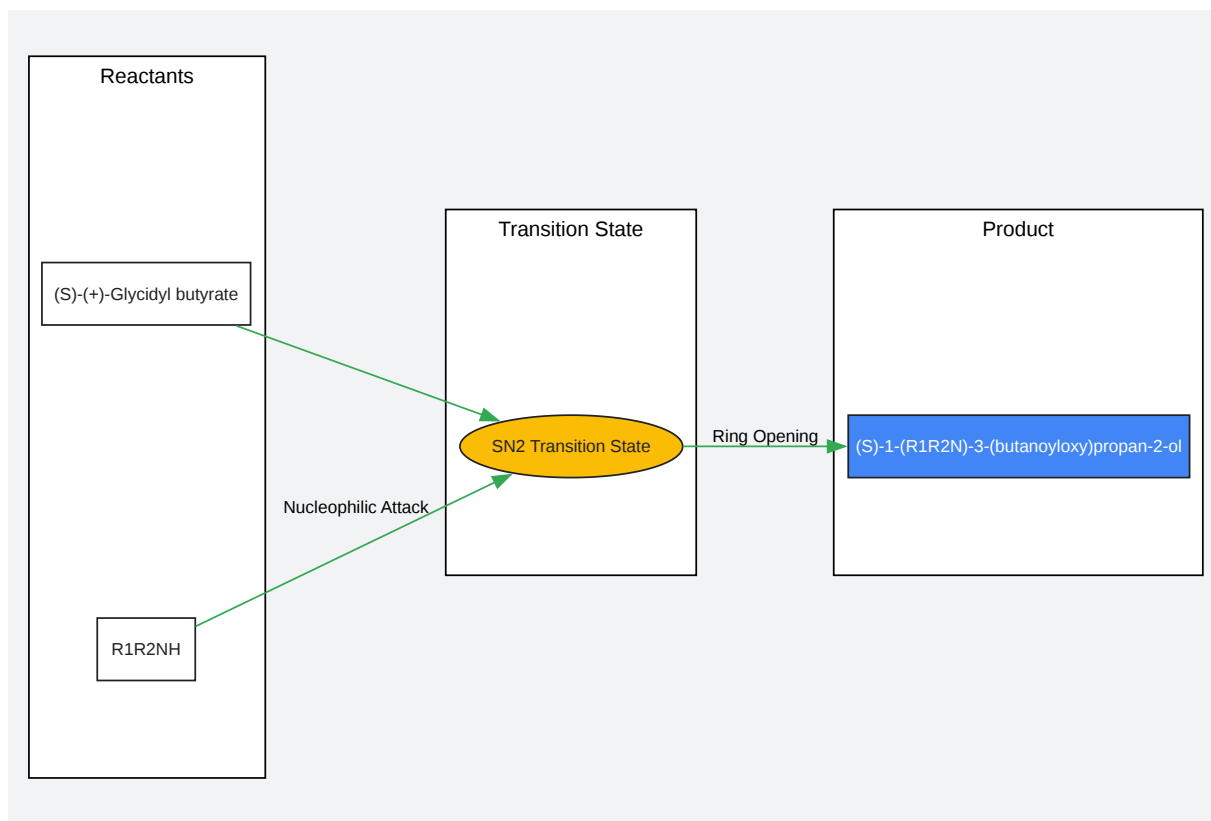 Reactants
Transition State
Product
(S)-(+)-Glycidyl butyrate
SN2 Transition State
Ring Opening
(S)-1-(R1R2N)-3-(butanoyloxy)propan-2-ol
Nucleophilic Attack
R1R2NH